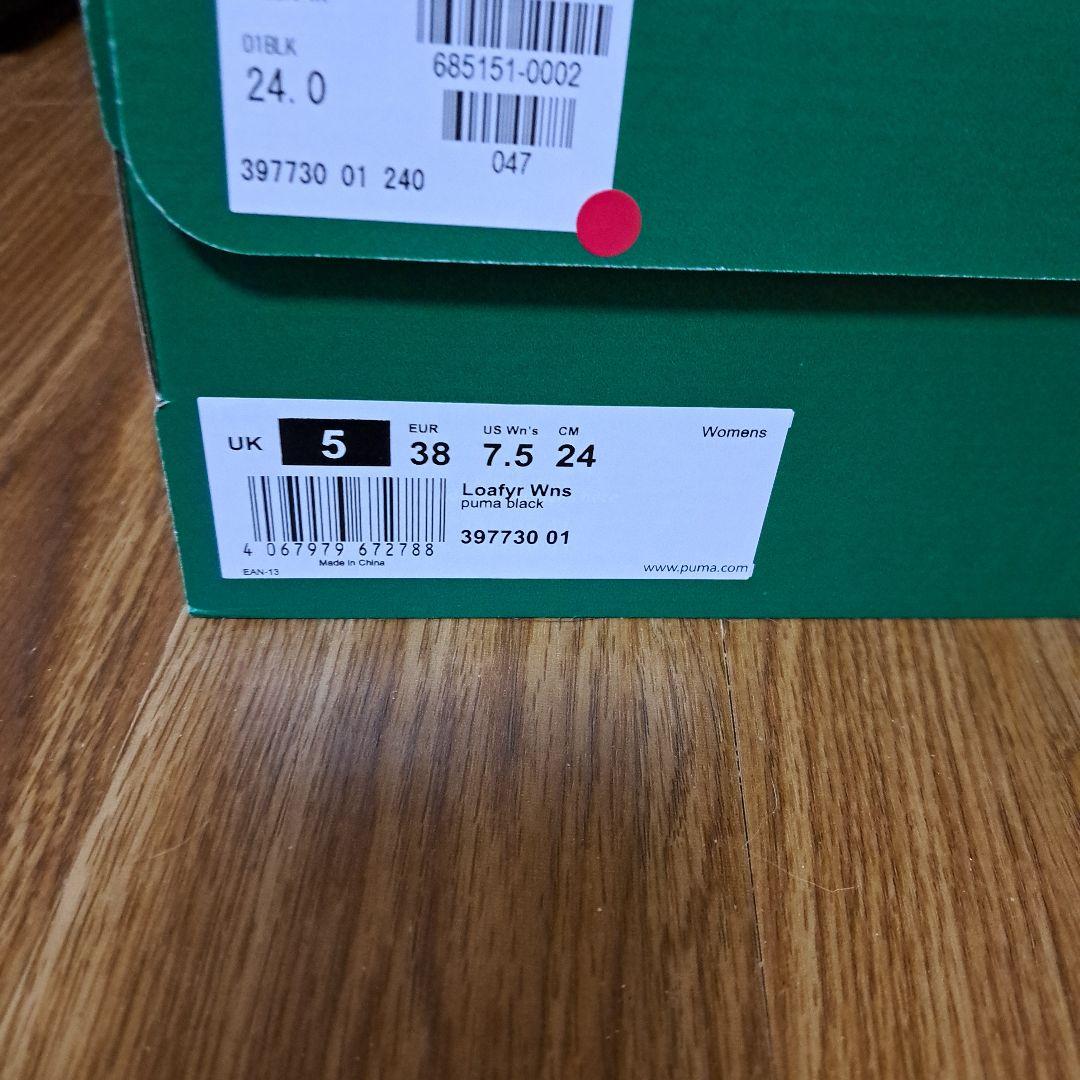 01BLK
24.0
685151-0002
047
397730 01 240
UK 5 EUR 38 US Wn's 7.5 CM 24 Womens
Loafyr Wns
puma black
397730 01
4 067979 672788
Made in China
EAN-13
www.puma.com